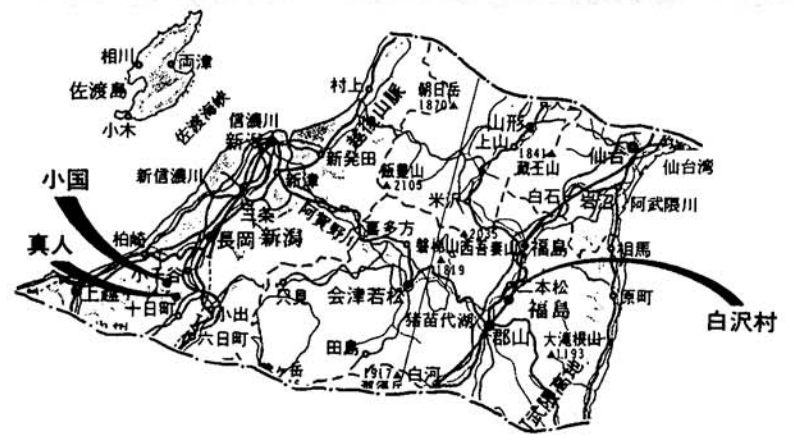 相川
両津
佐渡島
小木
佐渡海峡
村上
朝日岳
1870
越後山脈
信濃川
新潟
新発田
山形
上山
1841
蔵王山
仙台
仙台湾
飯豊山
2105
新信濃川
新津
小国
米沢
白石
岩沼
阿武隈川
三条
阿賀野川
喜多方
2035
柏崎
長岡
新潟
磐梯山
1819
西吾妻山
福島
相馬
真人
小千谷
上越
十日町
小出
只見
会津若松
猪苗代湖
二本松
福島
原町
白沢村
六日町
田島
郡山
大滝根山
1193
1917
白河
武隈高地